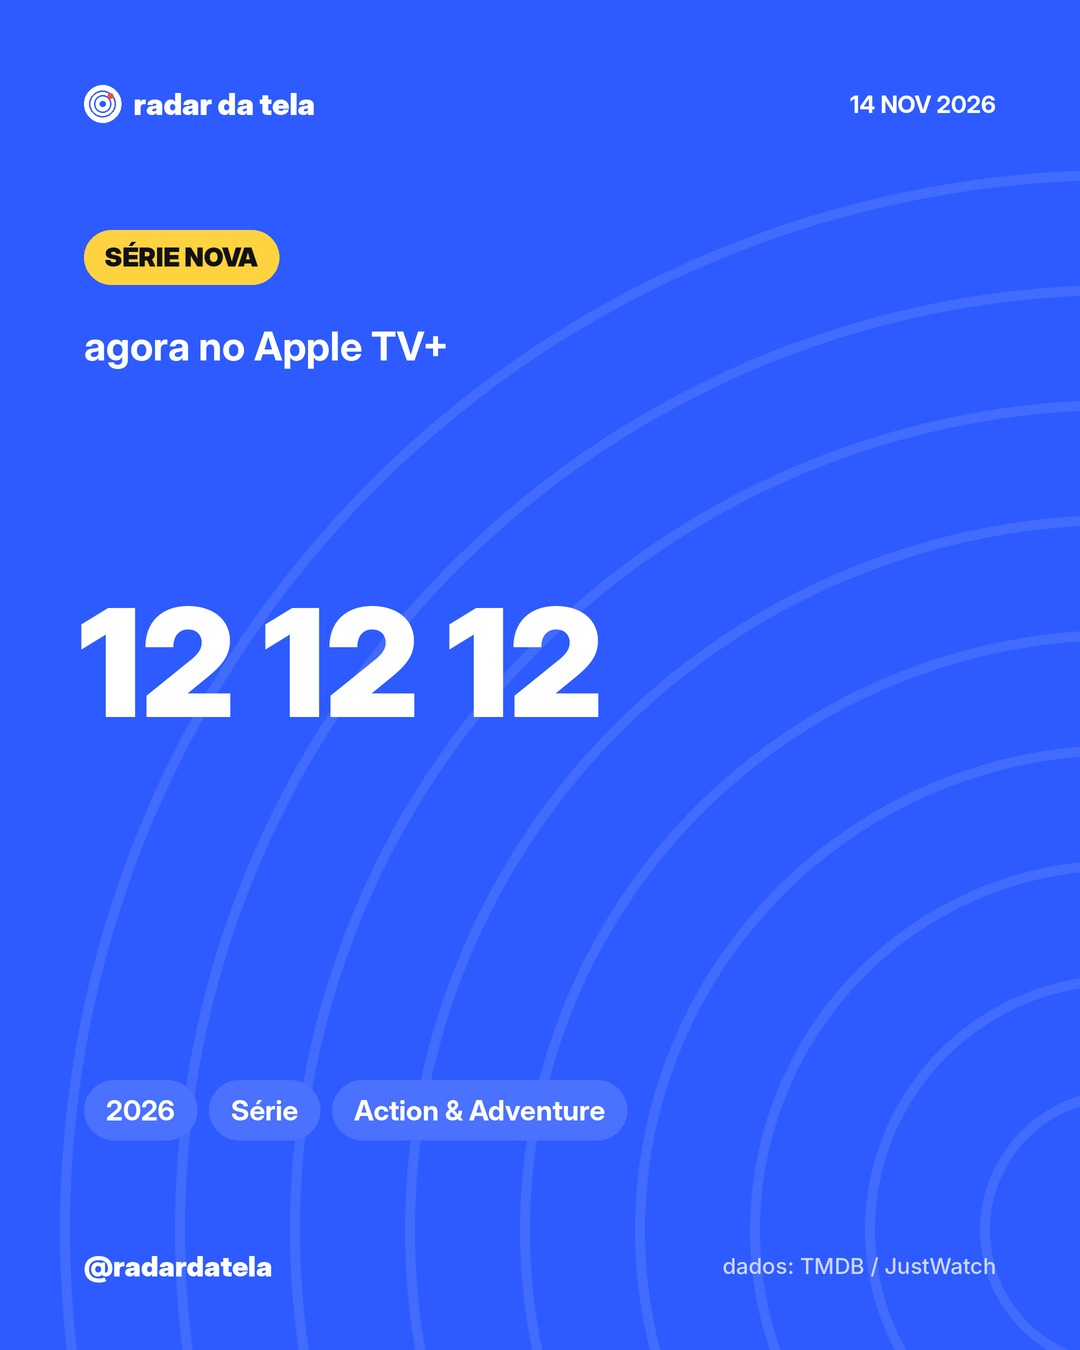 radar da tela
14 NOV 2026
SÉRIE NOVA
agora no Apple TV+
12 12 12
2026
Série
Action & Adventure
@radardatela
dados: TMDB / JustWatch